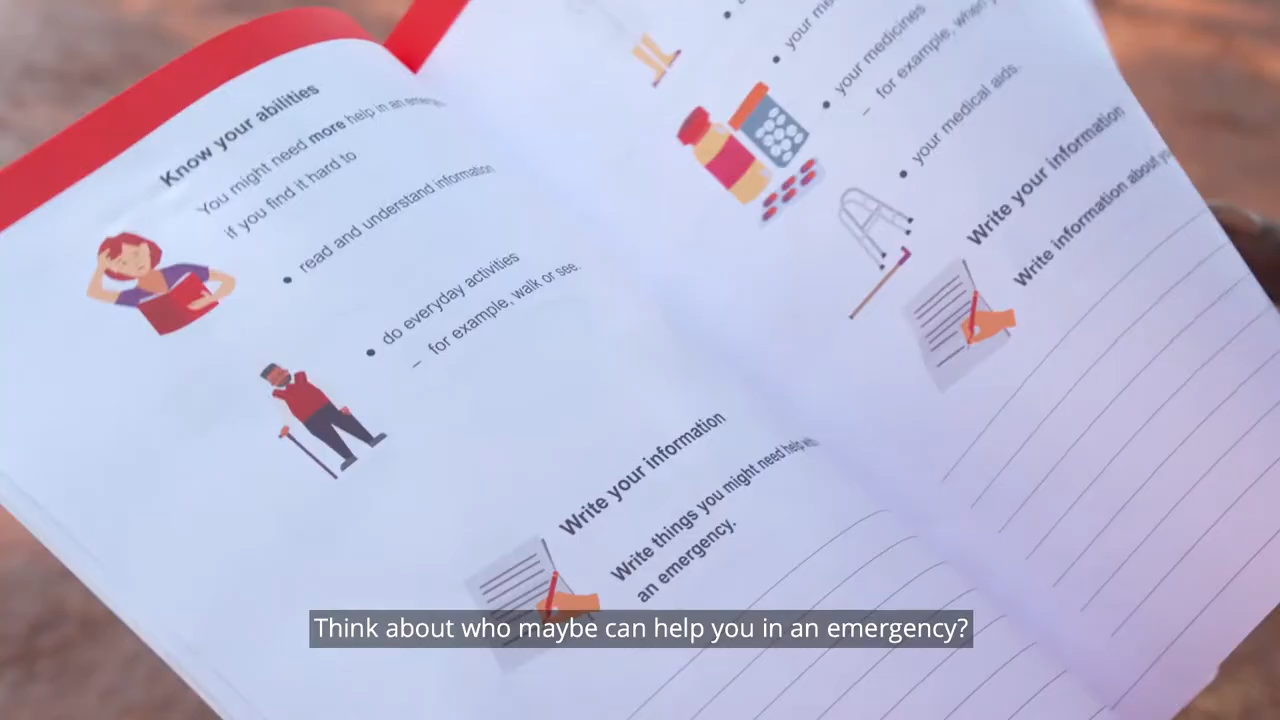 Know your abilities
You might need more help in an
if you find it hard to
• read and understand information
• do everyday activities
– for example, walk or see.
Write your information
Write things you might need help
an emergency.
•
• your
• your medicines
– for example, when
• your medical aids.
Write your information
Write information about
Think about who maybe can help you in an emergency?